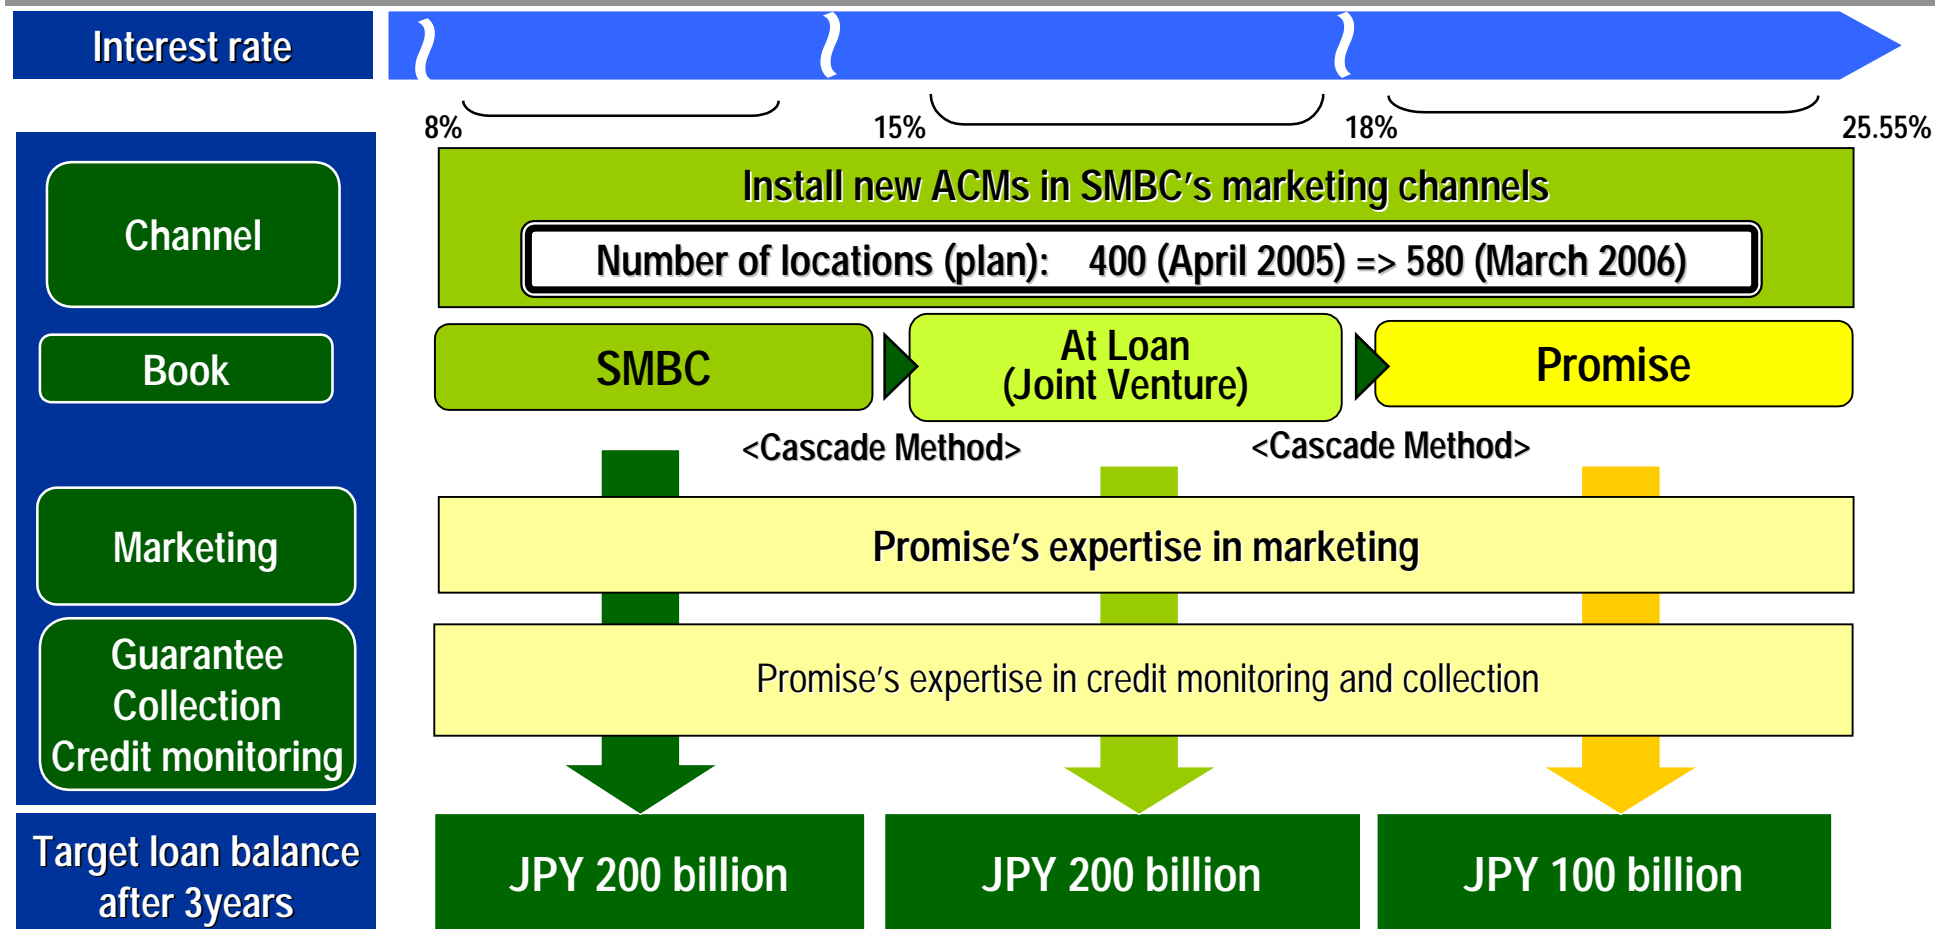 Interest rate
8%
15%
18%
25.55%
Channel
Install new ACMs in SMBC's marketing channels
Number of locations (plan): 400 (April 2005) => 580 (March 2006)
Book
SMBC
At Loan
(Joint Venture)
Promise
<Cascade Method>
<Cascade Method>
Marketing
Promise's expertise in marketing
Guarantee
Collection
Credit monitoring
Promise's expertise in credit monitoring and collection
Target loan balance
after 3years
JPY 200 billion
JPY 200 billion
JPY 100 billion